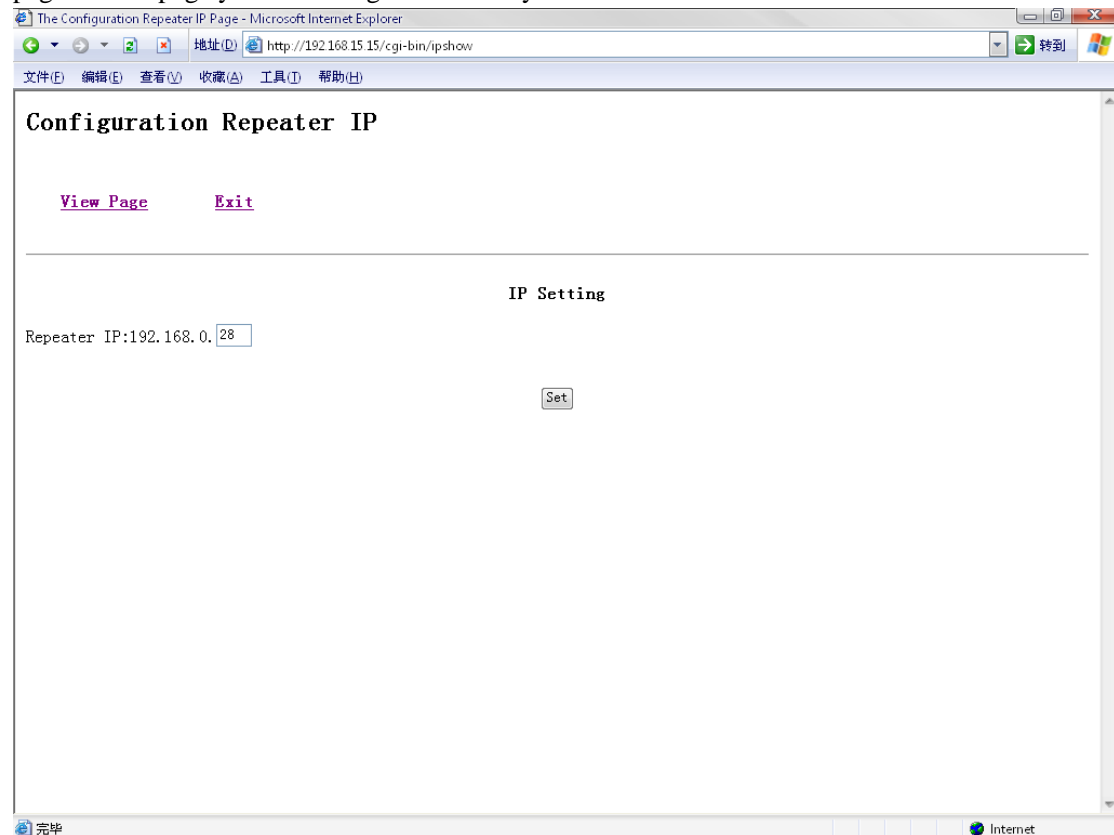 The Configuration Repeater IP Page - Microsoft Internet Explorer
地址(D) http://192.168.15.15/cgi-bin/ipshow 转到
文件(F) 编辑(E) 查看(V) 收藏(A) 工具(T) 帮助(H)
Configuration Repeater IP
View Page Exit
IP Setting
Repeater IP:192.168.0.28
Set
完毕 Internet